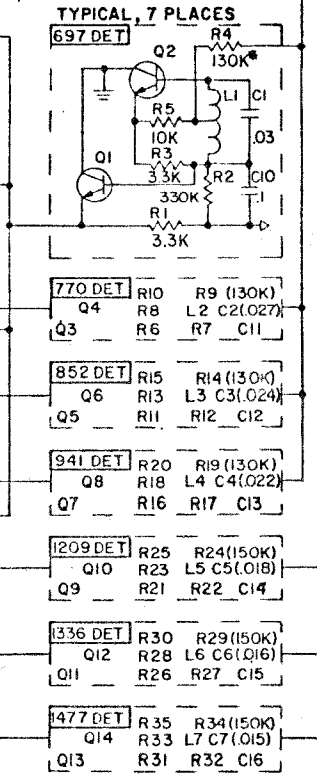 TYPICAL, 7 PLACES
697 DET
Q2
R4
130K*
R5
10K
L1
C1
.03
Q1
R3
3.3K
R2
330K
C10
.1
R1
3.3K
770 DET R10 R9 (130K)
Q4 R8 L2 C2(.027)
Q3 R6 R7 C11
852 DET R15 R14(130K)
Q6 R13 L3 C3(.024)
Q5 R11 R12 C12
941 DET R20 R19(130K)
Q8 R18 L4 C4(.022)
Q7 R16 R17 C13
1209 DET R25 R24(150K)
Q10 R23 L5 C5(.018)
Q9 R21 R22 C14
1336 DET R30 R29(150K)
Q12 R28 L6 C6(.016)
Q11 R26 R27 C15
1477 DET R35 R34(150K)
Q14 R33 L7 C7(.015)
Q13 R31 R32 C16